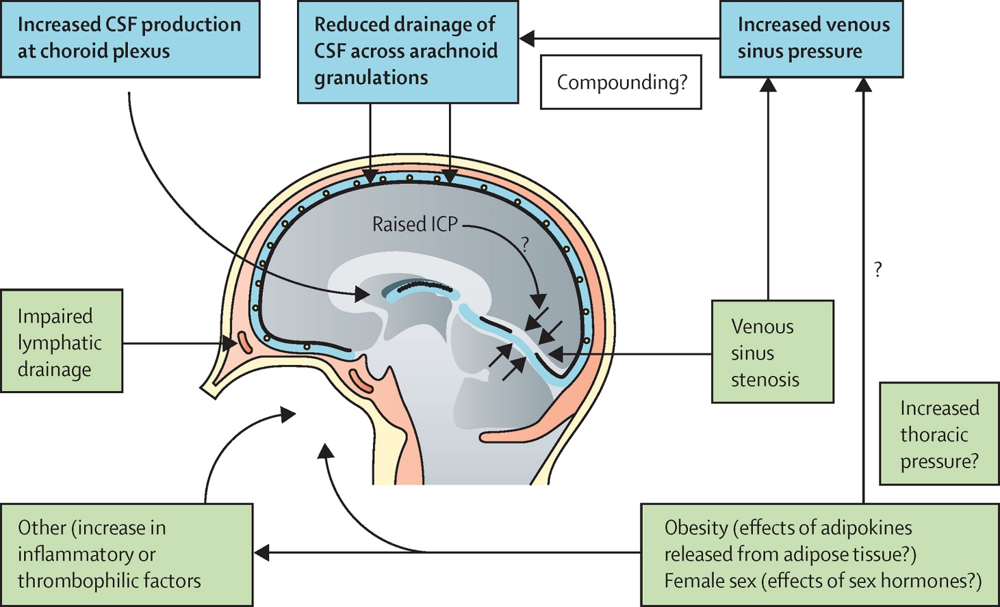 Increased CSF production
at choroid plexus
Reduced drainage of
CSF across arachnoid
granulations
Increased venous
sinus pressure
Compounding?
Raised ICP
?
?
Impaired
lymphatic
drainage
Venous
sinus
stenosis
Increased
thoracic
pressure?
Other (increase in
inflammatory or
thrombophilic factors
Obesity (effects of adipokines
released from adipose tissue?)
Female sex (effects of sex hormones?)